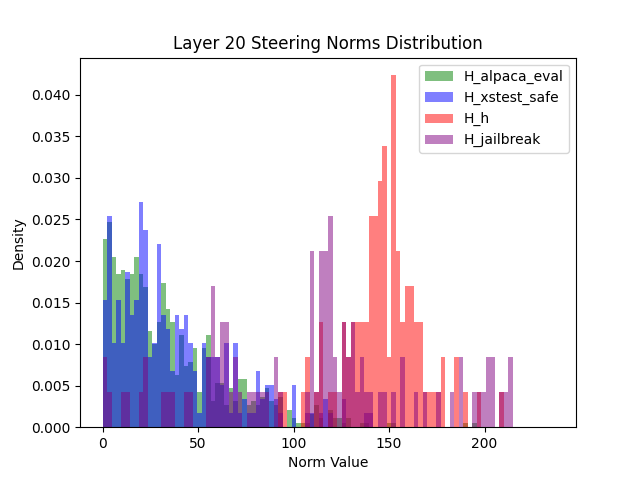 Layer 20 Steering Norms Distribution
H_alpaca_eval
H_xstest_safe
H_h
H_jailbreak
0.040
0.035
0.030
0.025
0.020
0.015
0.010
0.005
0.000
Density
0 50 100 150 200
Norm Value